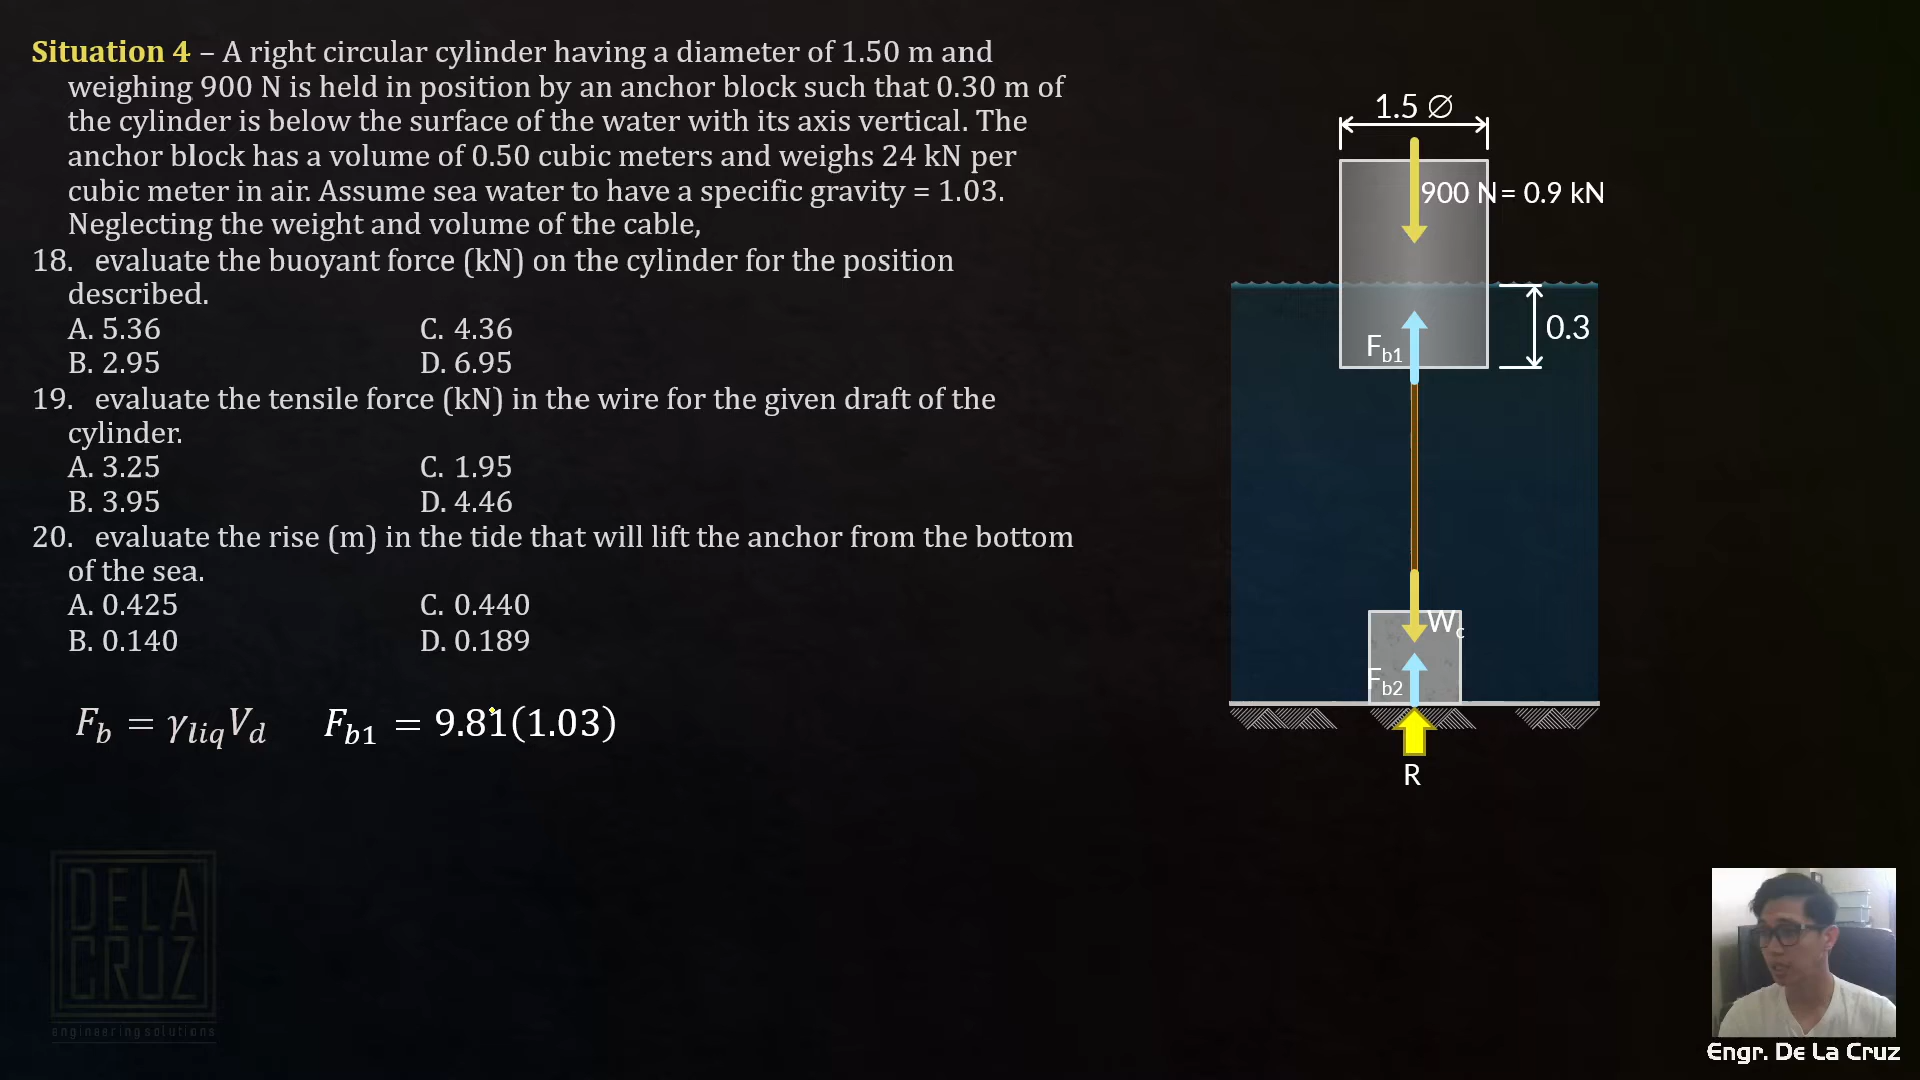 Situation 4 – A right circular cylinder having a diameter of 1.50 m and
weighing 900 N is held in position by an anchor block such that 0.30 m of
the cylinder is below the surface of the water with its axis vertical. The
anchor block has a volume of 0.50 cubic meters and weighs 24 kN per
cubic meter in air. Assume sea water to have a specific gravity = 1.03.
Neglecting the weight and volume of the cable,
18. evaluate the buoyant force (kN) on the cylinder for the position
described.
A. 5.36 C. 4.36
B. 2.95 D. 6.95
19. evaluate the tensile force (kN) in the wire for the given draft of the
cylinder.
A. 3.25 C. 1.95
B. 3.95 D. 4.46
20. evaluate the rise (m) in the tide that will lift the anchor from the bottom
of the sea.
A. 0.425 C. 0.440
B. 0.140 D. 0.189
F_b = γ_liq V_d F_b1 = 9.81(1.03)
1.5 ∅
900 N= 0.9 kN
0.3
F_b1
W_c
F_b2
R
DELA
CRUZ
engineering solutions
Engr. De La Cruz